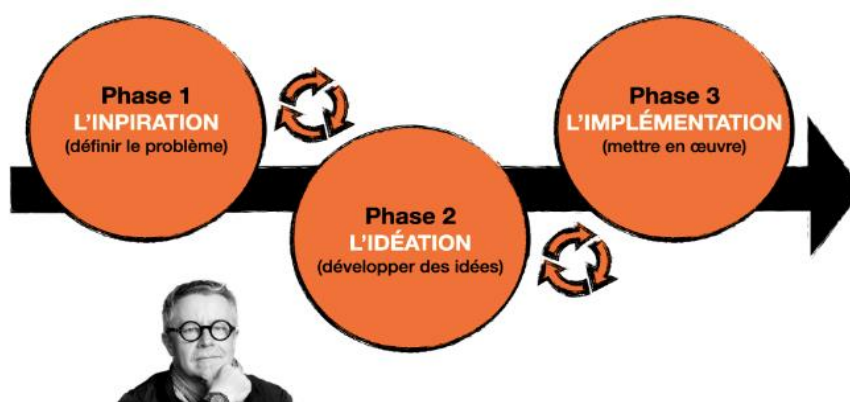 Phase 1
L'INPIRATION
(définir le problème)
Phase 2
L'IDÉATION
(développer des idées)
Phase 3
L'IMPLÉMENTATION
(mettre en œuvre)